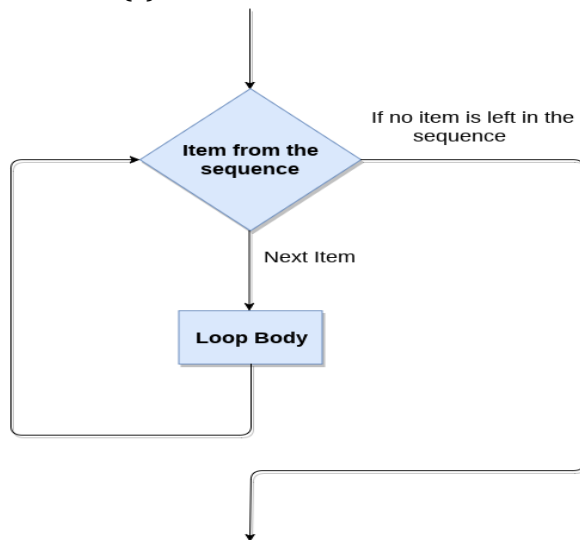 If no item is left in the
sequence
Item from the
sequence
Next Item
Loop Body